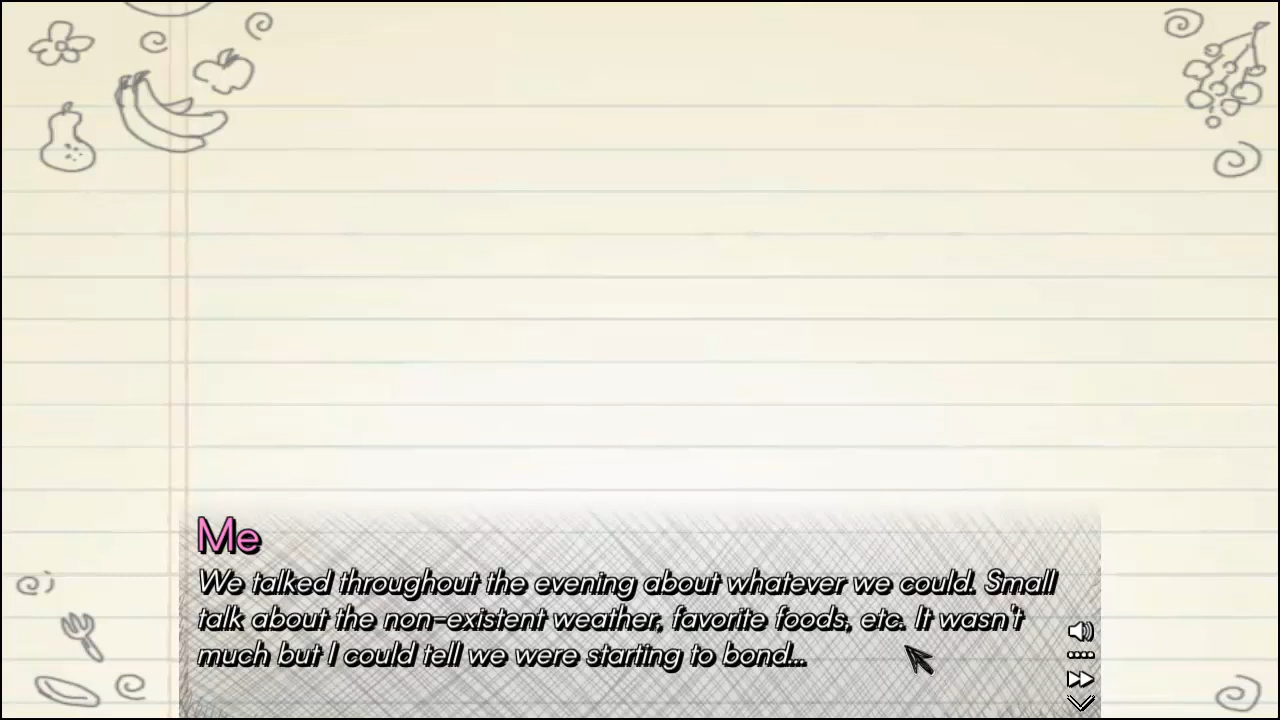 Me
We talked throughout the evening about whatever we could. Small
talk about the non-existent weather, favorite foods, etc. It wasn't
much but I could tell we were starting to bond...